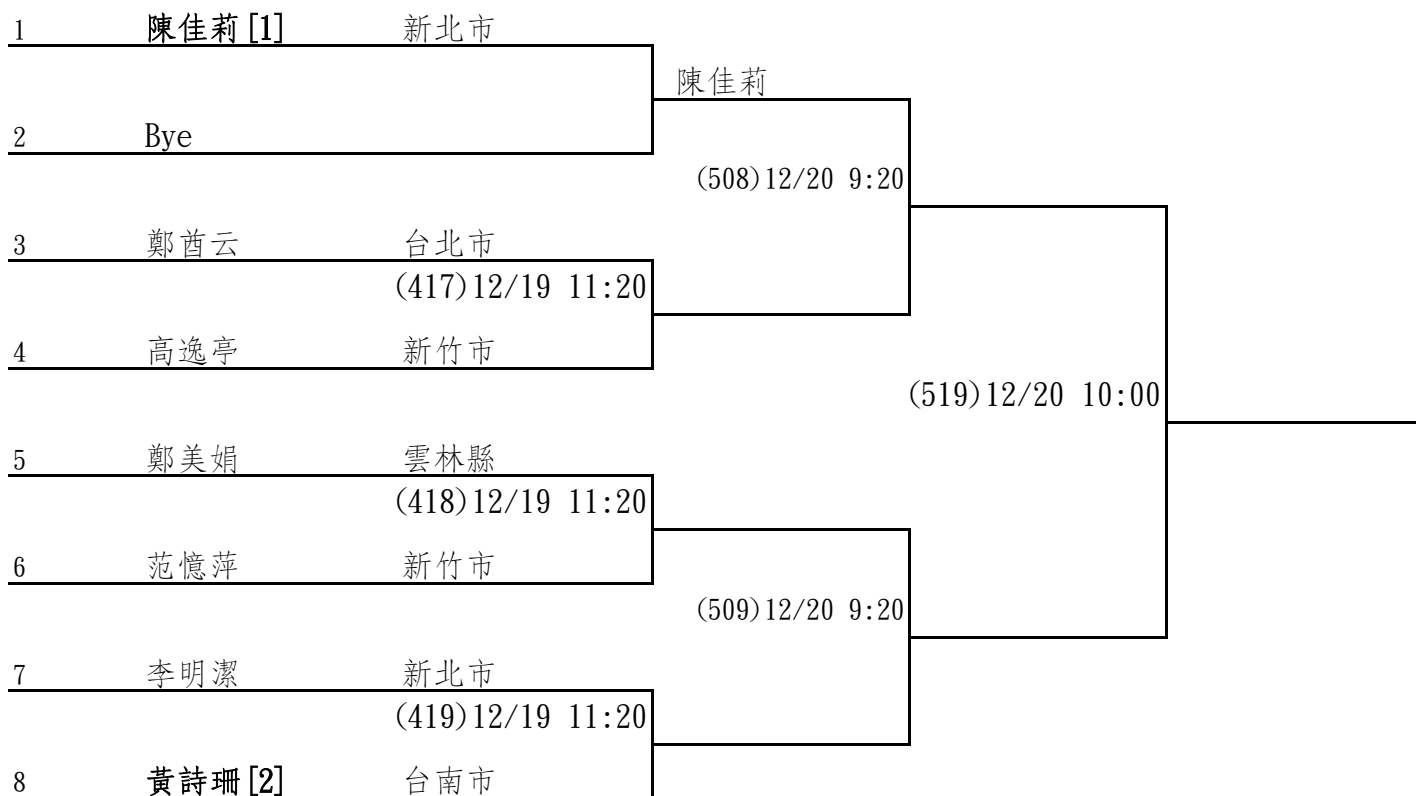 1 陳佳莉[1] 新北市
陳佳莉
2 Bye
(508)12/20 9:20
3 鄭酋云 台北市
(417)12/19 11:20
4 高逸亭 新竹市
(519)12/20 10:00
5 鄭美娟 雲林縣
(418)12/19 11:20
6 范憶萍 新竹市
(509)12/20 9:20
7 李明潔 新北市
(419)12/19 11:20
8 黃詩珊[2] 台南市